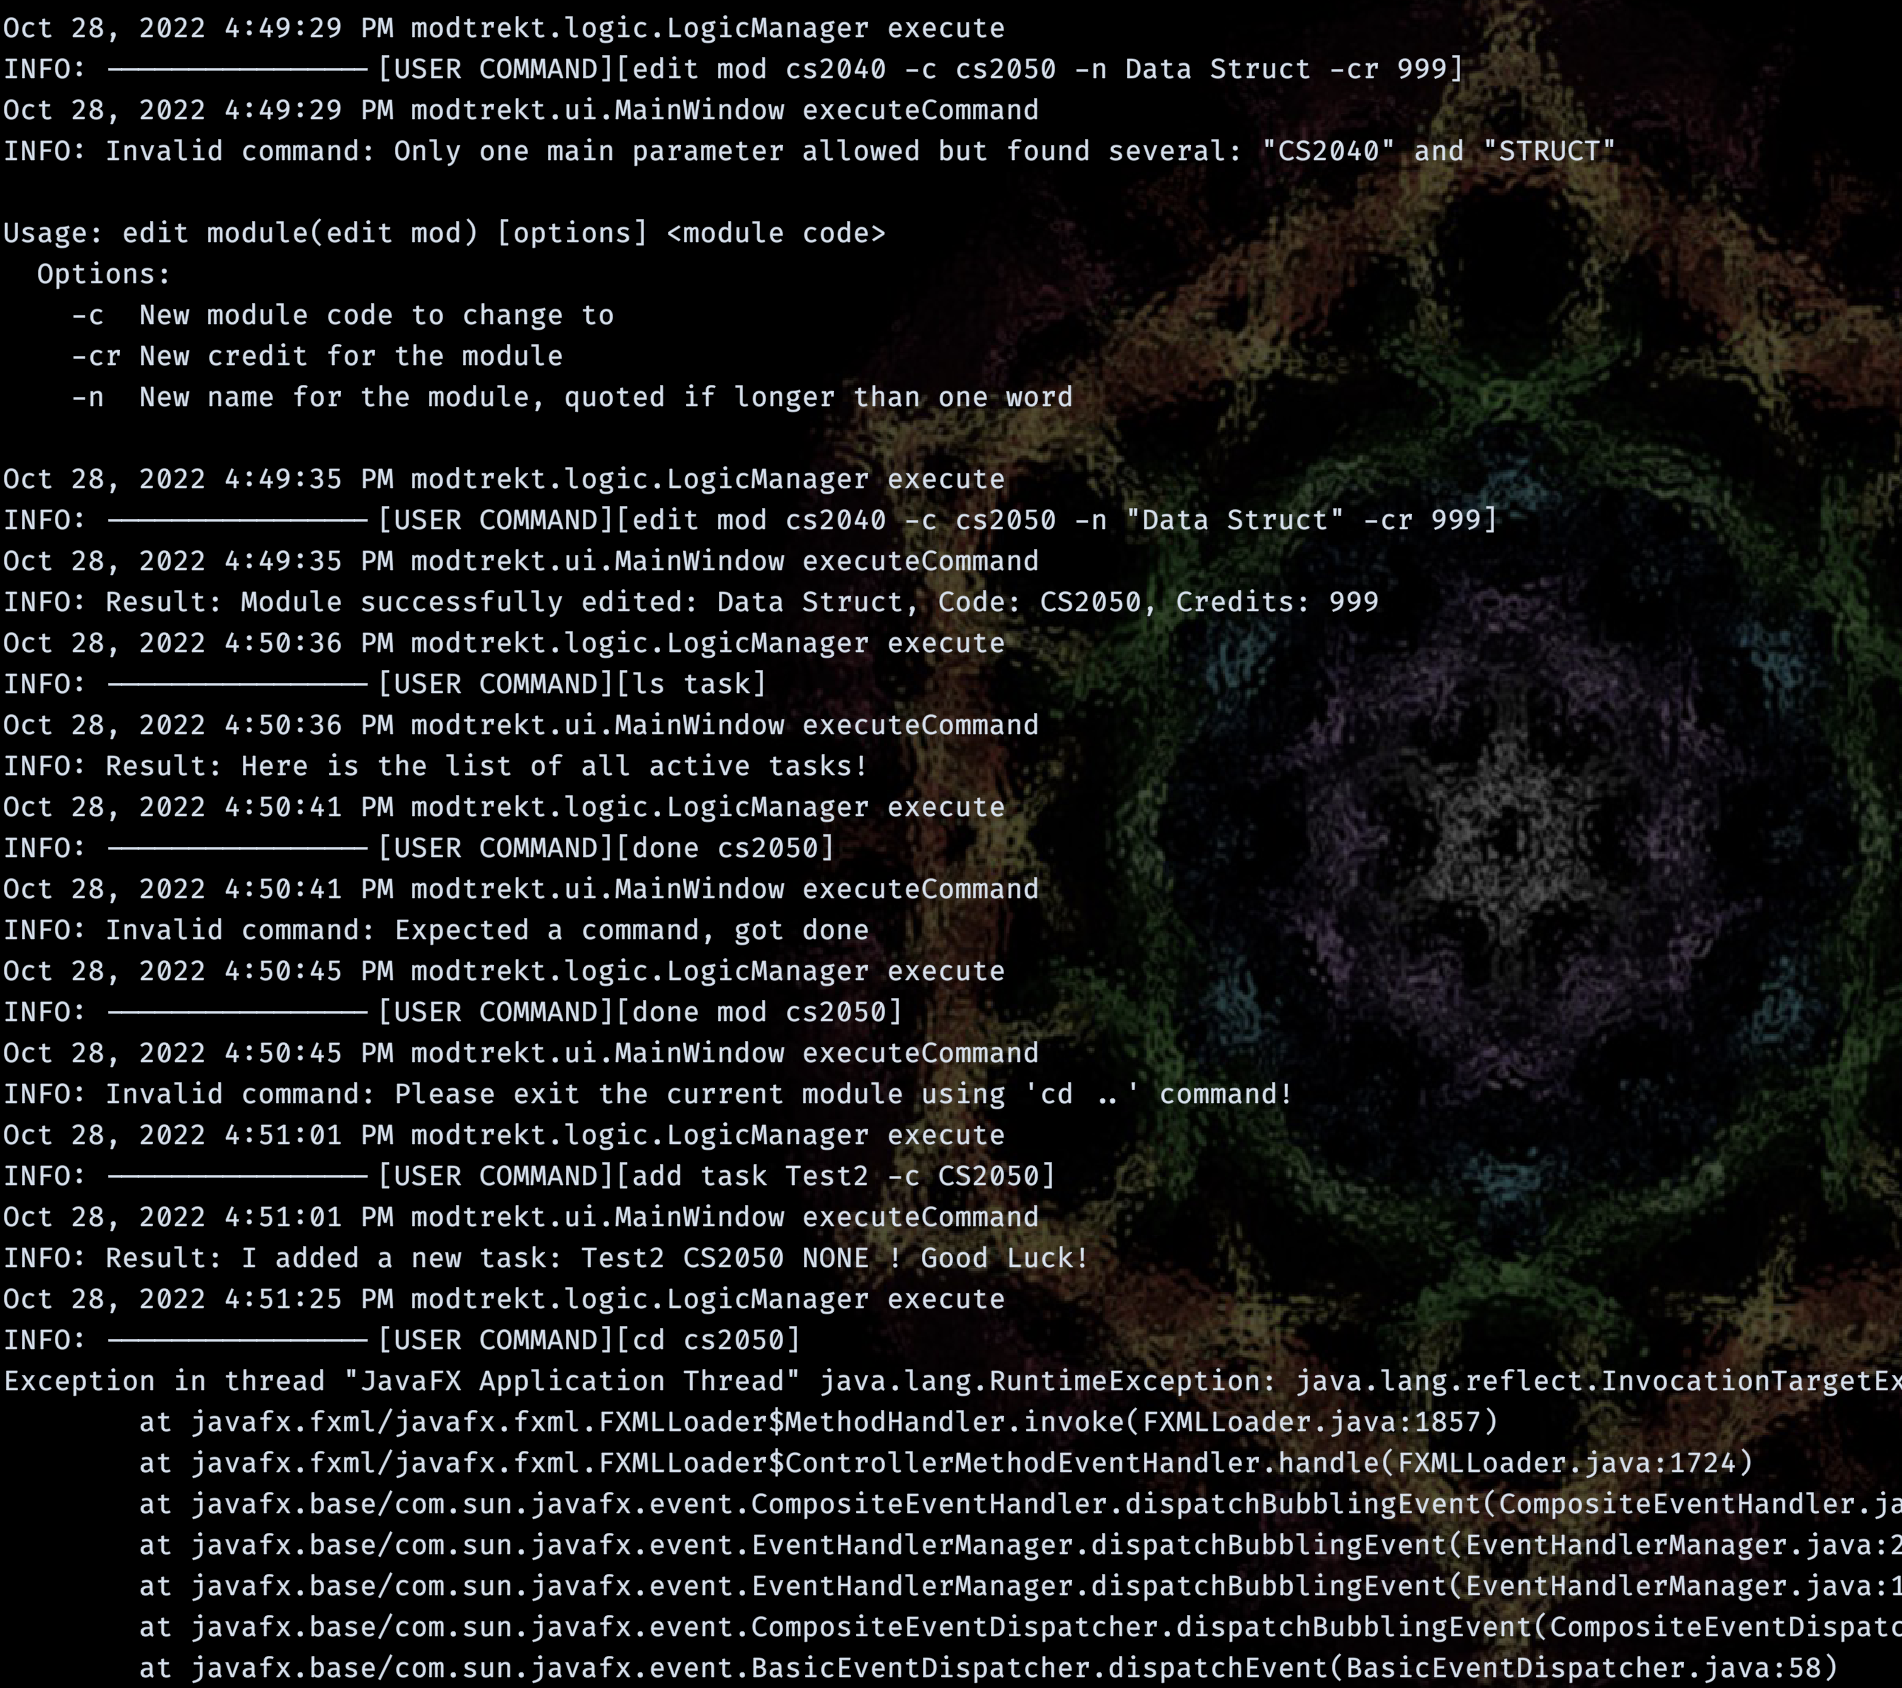 Oct 28, 2022 4:49:29 PM modtrekt.logic.LogicManager execute
INFO: ----------------[USER COMMAND][edit mod cs2040 -c cs2050 -n Data Struct -cr 999]
Oct 28, 2022 4:49:29 PM modtrekt.ui.MainWindow executeCommand
INFO: Invalid command: Only one main parameter allowed but found several: "CS2040" and "STRUCT"
Usage: edit module(edit mod) [options] <module code>
  Options:
    -c  New module code to change to
    -cr New credit for the module
    -n  New name for the module, quoted if longer than one word
Oct 28, 2022 4:49:35 PM modtrekt.logic.LogicManager execute
INFO: ----------------[USER COMMAND][edit mod cs2040 -c cs2050 -n "Data Struct" -cr 999]
Oct 28, 2022 4:49:35 PM modtrekt.ui.MainWindow executeCommand
INFO: Result: Module successfully edited: Data Struct, Code: CS2050, Credits: 999
Oct 28, 2022 4:50:36 PM modtrekt.logic.LogicManager execute
INFO: ----------------[USER COMMAND][ls task]
Oct 28, 2022 4:50:36 PM modtrekt.ui.MainWindow executeCommand
INFO: Result: Here is the list of all active tasks!
Oct 28, 2022 4:50:41 PM modtrekt.logic.LogicManager execute
INFO: ----------------[USER COMMAND][done cs2050]
Oct 28, 2022 4:50:41 PM modtrekt.ui.MainWindow executeCommand
INFO: Invalid command: Expected a command, got done
Oct 28, 2022 4:50:45 PM modtrekt.logic.LogicManager execute
INFO: ----------------[USER COMMAND][done mod cs2050]
Oct 28, 2022 4:50:45 PM modtrekt.ui.MainWindow executeCommand
INFO: Invalid command: Please exit the current module using 'cd ..' command!
Oct 28, 2022 4:51:01 PM modtrekt.logic.LogicManager execute
INFO: ----------------[USER COMMAND][add task Test2 -c CS2050]
Oct 28, 2022 4:51:01 PM modtrekt.ui.MainWindow executeCommand
INFO: Result: I added a new task: Test2 CS2050 NONE ! Good Luck!
Oct 28, 2022 4:51:25 PM modtrekt.logic.LogicManager execute
INFO: ----------------[USER COMMAND][cd cs2050]
Exception in thread "JavaFX Application Thread" java.lang.RuntimeException: java.lang.reflect.InvocationTargetEx
        at javafx.fxml/javafx.fxml.FXMLLoader$MethodHandler.invoke(FXMLLoader.java:1857)
        at javafx.fxml/javafx.fxml.FXMLLoader$ControllerMethodEventHandler.handle(FXMLLoader.java:1724)
        at javafx.base/com.sun.javafx.event.CompositeEventHandler.dispatchBubblingEvent(CompositeEventHandler.ja
        at javafx.base/com.sun.javafx.event.EventHandlerManager.dispatchBubblingEvent(EventHandlerManager.java:2
        at javafx.base/com.sun.javafx.event.EventHandlerManager.dispatchBubblingEvent(EventHandlerManager.java:1
        at javafx.base/com.sun.javafx.event.CompositeEventDispatcher.dispatchBubblingEvent(CompositeEventDispatc
        at javafx.base/com.sun.javafx.event.BasicEventDispatcher.dispatchEvent(BasicEventDispatcher.java:58)